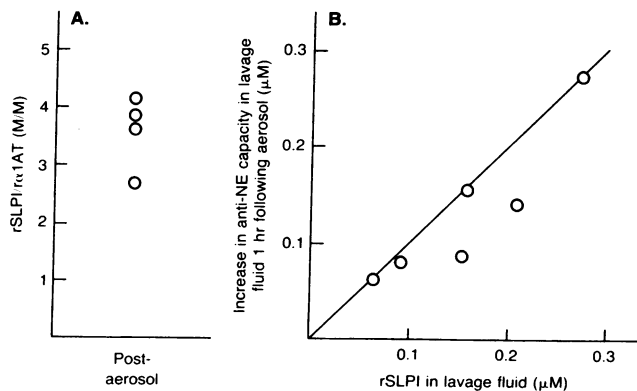 A.
rSLPI/rα1AT (M/M)
5
4
3
2
1
Post-
aerosol
B.
Increase in anti-NE capacity in lavage
fluid 1 hr following aerosol (μM)
0.3
0.2
0.1
0.1
0.2
0.3
rSLPI in lavage fluid (μM)